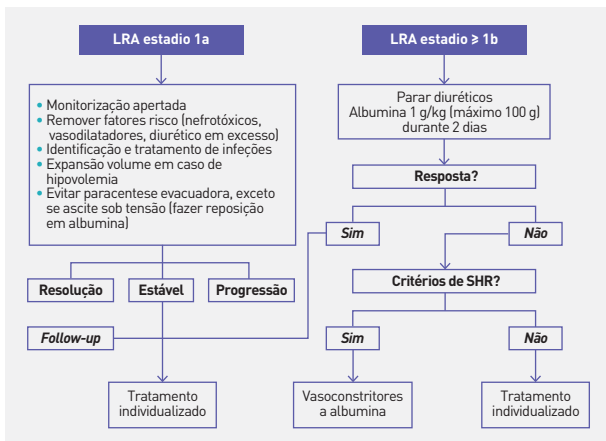 LRA estadio 1a
• Monitorização apertada
• Remover fatores risco (nefrotóxicos,
vasodilatadores, diurético em excesso)
• Identificação e tratamento de infeções
• Expansão volume em caso de
hipovolemia
• Evitar paracentese evacuadora, exceto
se ascite sob tensão (fazer reposição
em albumina)
Resolução
Estável
Progressão
Follow-up
Tratamento
individualizado
LRA estadio ≥ 1b
Parar diuréticos
Albumina 1 g/kg (máximo 100 g)
durante 2 dias
Resposta?
Sim
Não
Critérios de SHR?
Sim
Não
Vasoconstritores
a albumina
Tratamento
individualizado